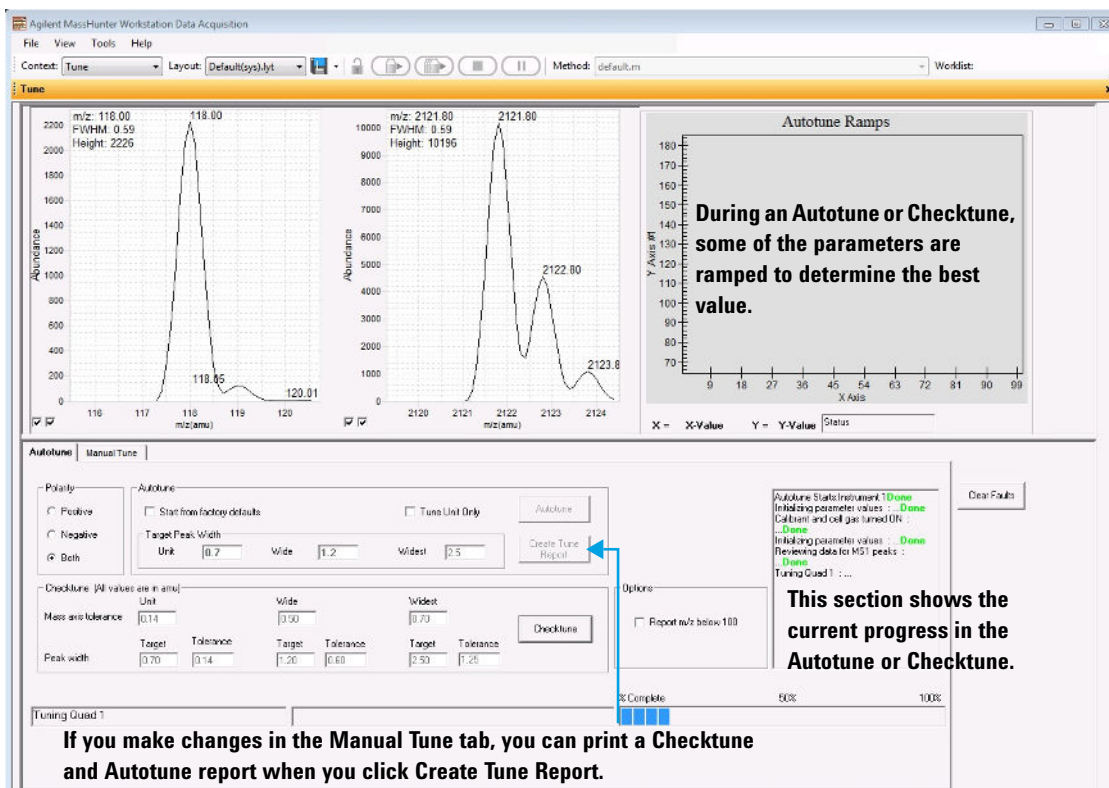 Agilent MassHunter Workstation Data Acquisition
File View Tools Help
Context: Tune Layout: Default(sys).lyt Method: default.m Worklist:
Tune
m/z: 118.00
FWHM: 0.59
Height: 2226
118.00
118.85
120.01
2200
2000
1800
1600
1400
1200
1000
800
600
400
200
0
Abundance
116 117 118 119 120
m/z(amu)
m/z: 2121.80
FWHM: 0.59
Height: 10196
2121.80
2122.80
2123.8
10000
9000
8000
7000
6000
5000
4000
3000
2000
1000
0
Abundance
2120 2121 2122 2123 2124
m/z(amu)
Autotune Ramps
180
170
160
150
140
130
120
110
100
90
80
70
Y Axis #1
9 18 27 36 45 54 63 72 81 90 99
X Axis
During an Autotune or Checktune,
some of the parameters are
ramped to determine the best
value.
X = X-Value Y = Y-Value Status
Autotune Manual Tune
Polarity
Positive
Negative
Both
Autotune
Start from factory defaults
Tune Unit Only
Autotune
Target Peak Width
Unit 0.7 Wide 1.2 Widest 2.5
Create Tune
Report
Checktune (All values are in amu)
Unit Wide Widest
Mass axis tolerance 0.14 0.50 0.70
Target Tolerance Target Tolerance Target Tolerance
Peak width 0.70 0.14 1.20 0.60 2.50 1.25
Checktune
Options
Report m/z below 100
Autotune Starts:Instrument 1Done
Initializing parameter values : ...Done
Calibrant and cell gas turned ON :
...Done
Initializing parameter values : ...Done
Reviewing data for MS1 peaks :
...Done
Tuning Quad 1 : ...
Clear Faults
This section shows the
current progress in the
Autotune or Checktune.
% Complete 50% 100%
Tuning Quad 1
If you make changes in the Manual Tune tab, you can print a Checktune
and Autotune report when you click Create Tune Report.